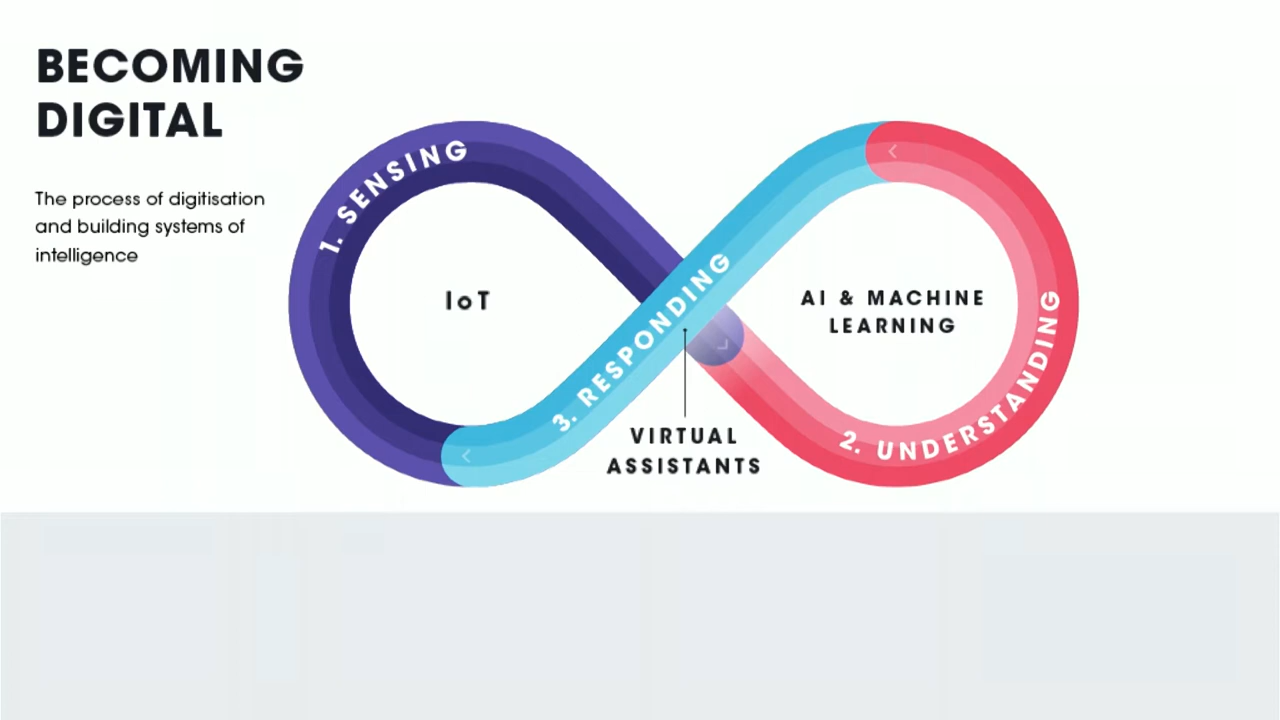 BECOMING
DIGITAL
The process of digitisation
and building systems of
intelligence
1. SENSING
IoT
3. RESPONDING
AI & MACHINE
LEARNING
2. UNDERSTANDING
VIRTUAL
ASSISTANTS